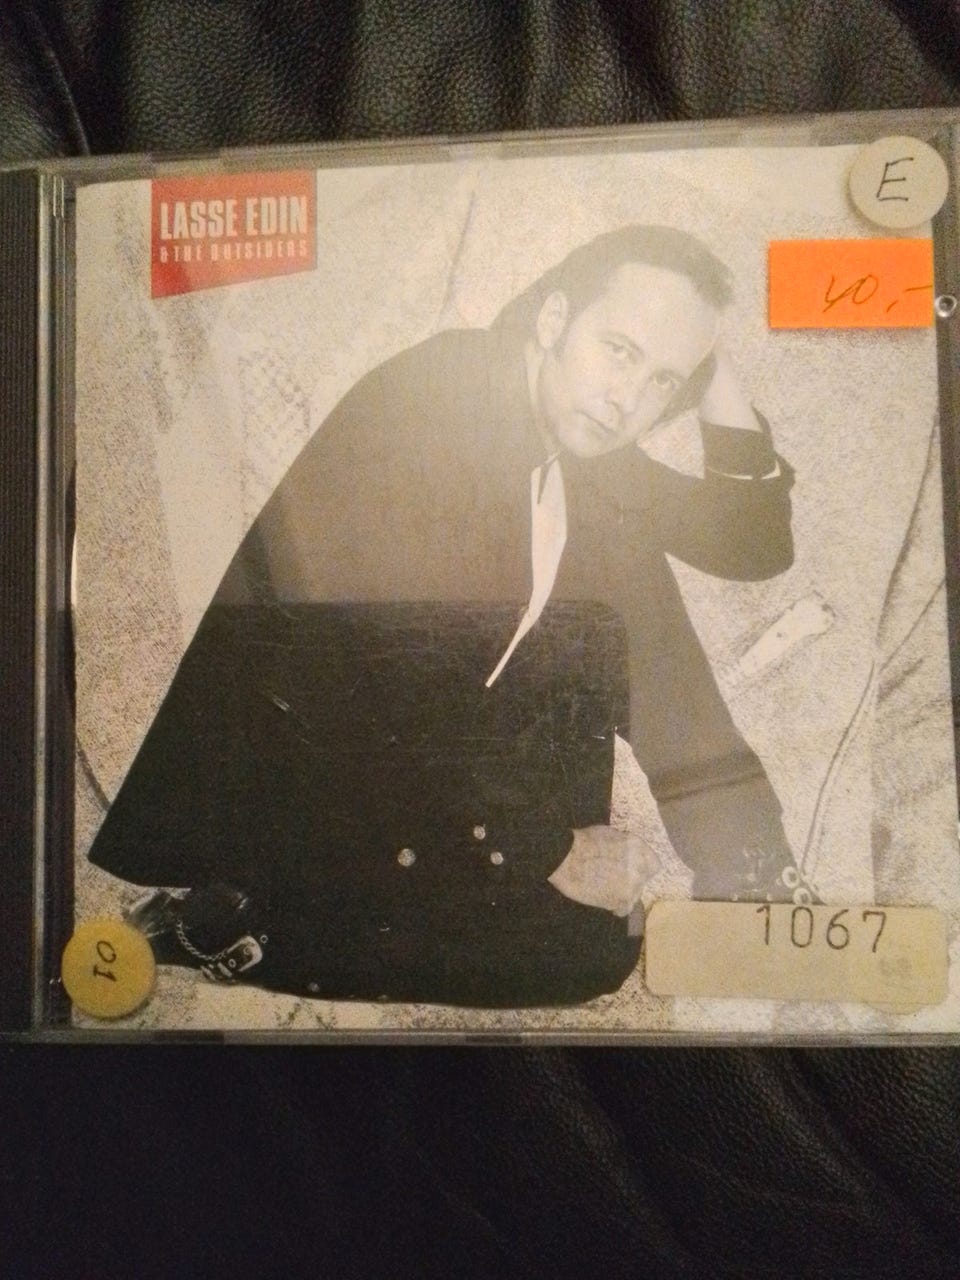 LASSE EDIN
& THE OUTSIDERS
E
40,-
1067
01